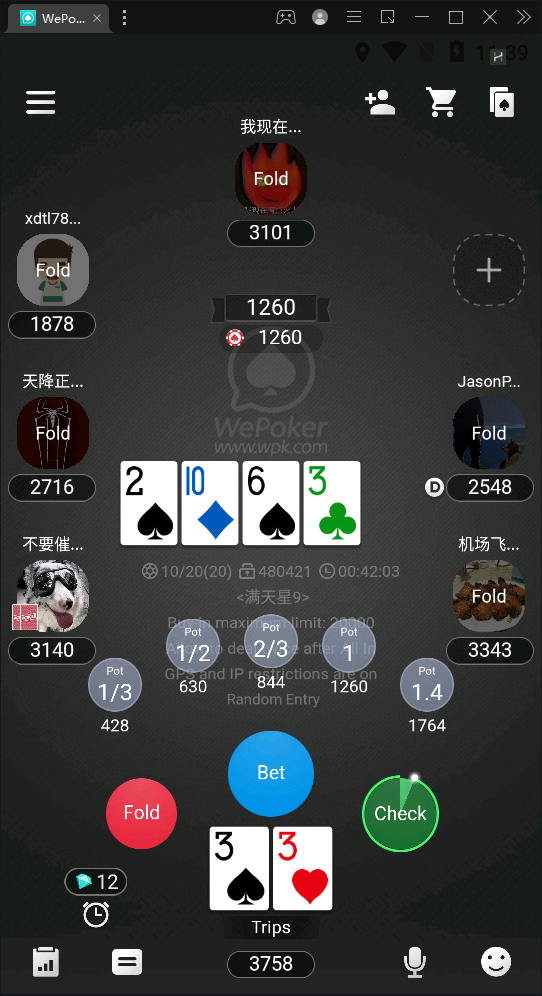 WePo...
11:39
我现在...
Fold
3101
xdtl78...
Fold
1878
1260
1260
WePoker
www.wpk.com
天降正...
Fold
2716
JasonP...
Fold
D
2548
2
10
6
3
不要催...
3140
机场飞...
Fold
3343
10/20(20) 480421 00:42:03
<满天星9>
Buy in maximum limit: 20000
GPS and IP restrictions are on
Random Entry
Pot
1/3
428
Pot
1/2
630
Pot
2/3
844
Pot
1
1260
Pot
1.4
1764
Bet
Fold
Check
3
3
12
Trips
3758